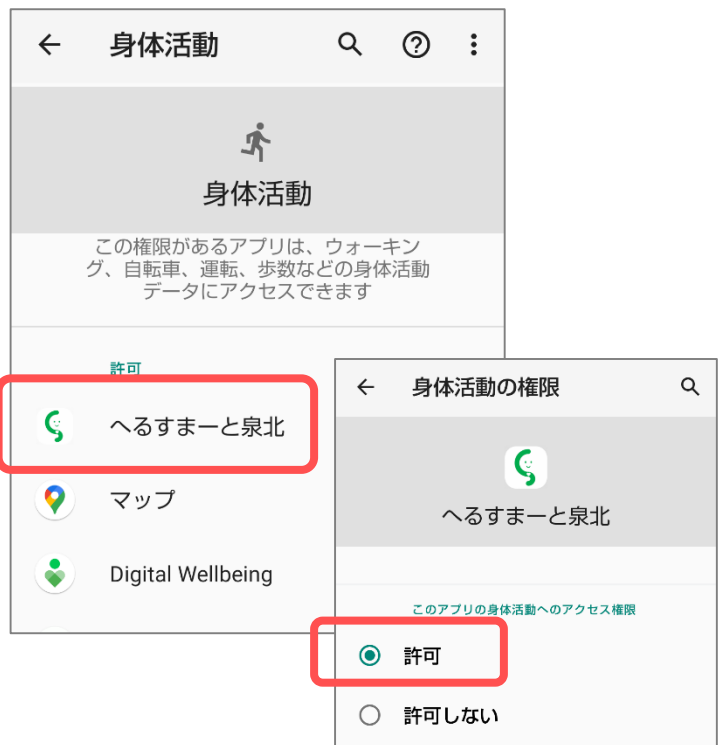 身体活動
身体活動
この権限があるアプリは、ウォーキン
グ、自転車、運転、歩数などの身体活動
データにアクセスできます
許可
へるすまーと泉北
マップ
Digital Wellbeing
身体活動の権限
へるすまーと泉北
このアプリの身体活動へのアクセス権限
許可
許可しない